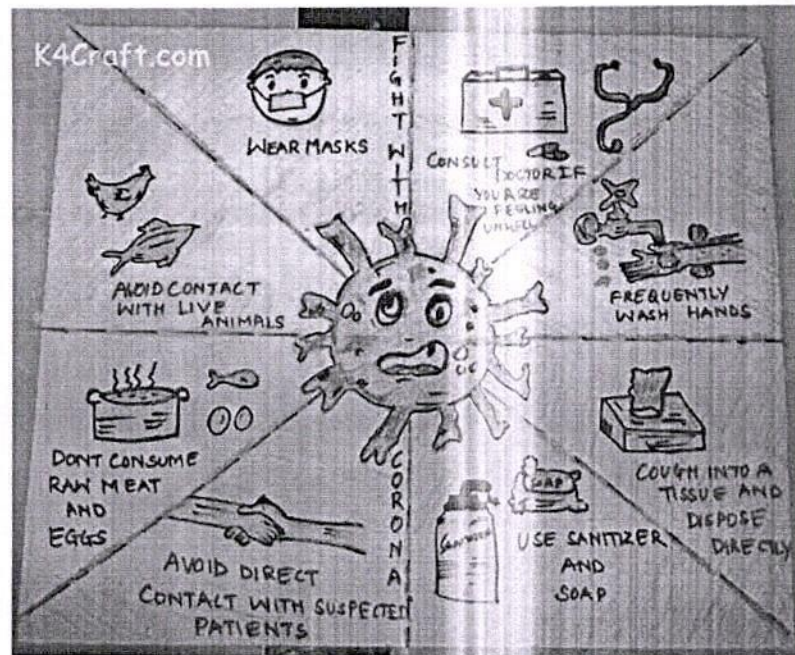 K4Craft.com
FIGHT WITH
CORONA
WEAR MASKS
CONSULT
DOCTOR IF
YOU ARE
FEELING
UNWELL
AVOID CONTACT
WITH LIVE
ANIMALS
FREQUENTLY
WASH HANDS
DONT CONSUME
RAW MEAT
AND
EGGS
COUGH INTO A
TISSUE AND
DISPOSE
DIRECTLY
AVOID DIRECT
CONTACT WITH SUSPECTED
PATIENTS
SOAP
USE SANITIZER
AND
SOAP